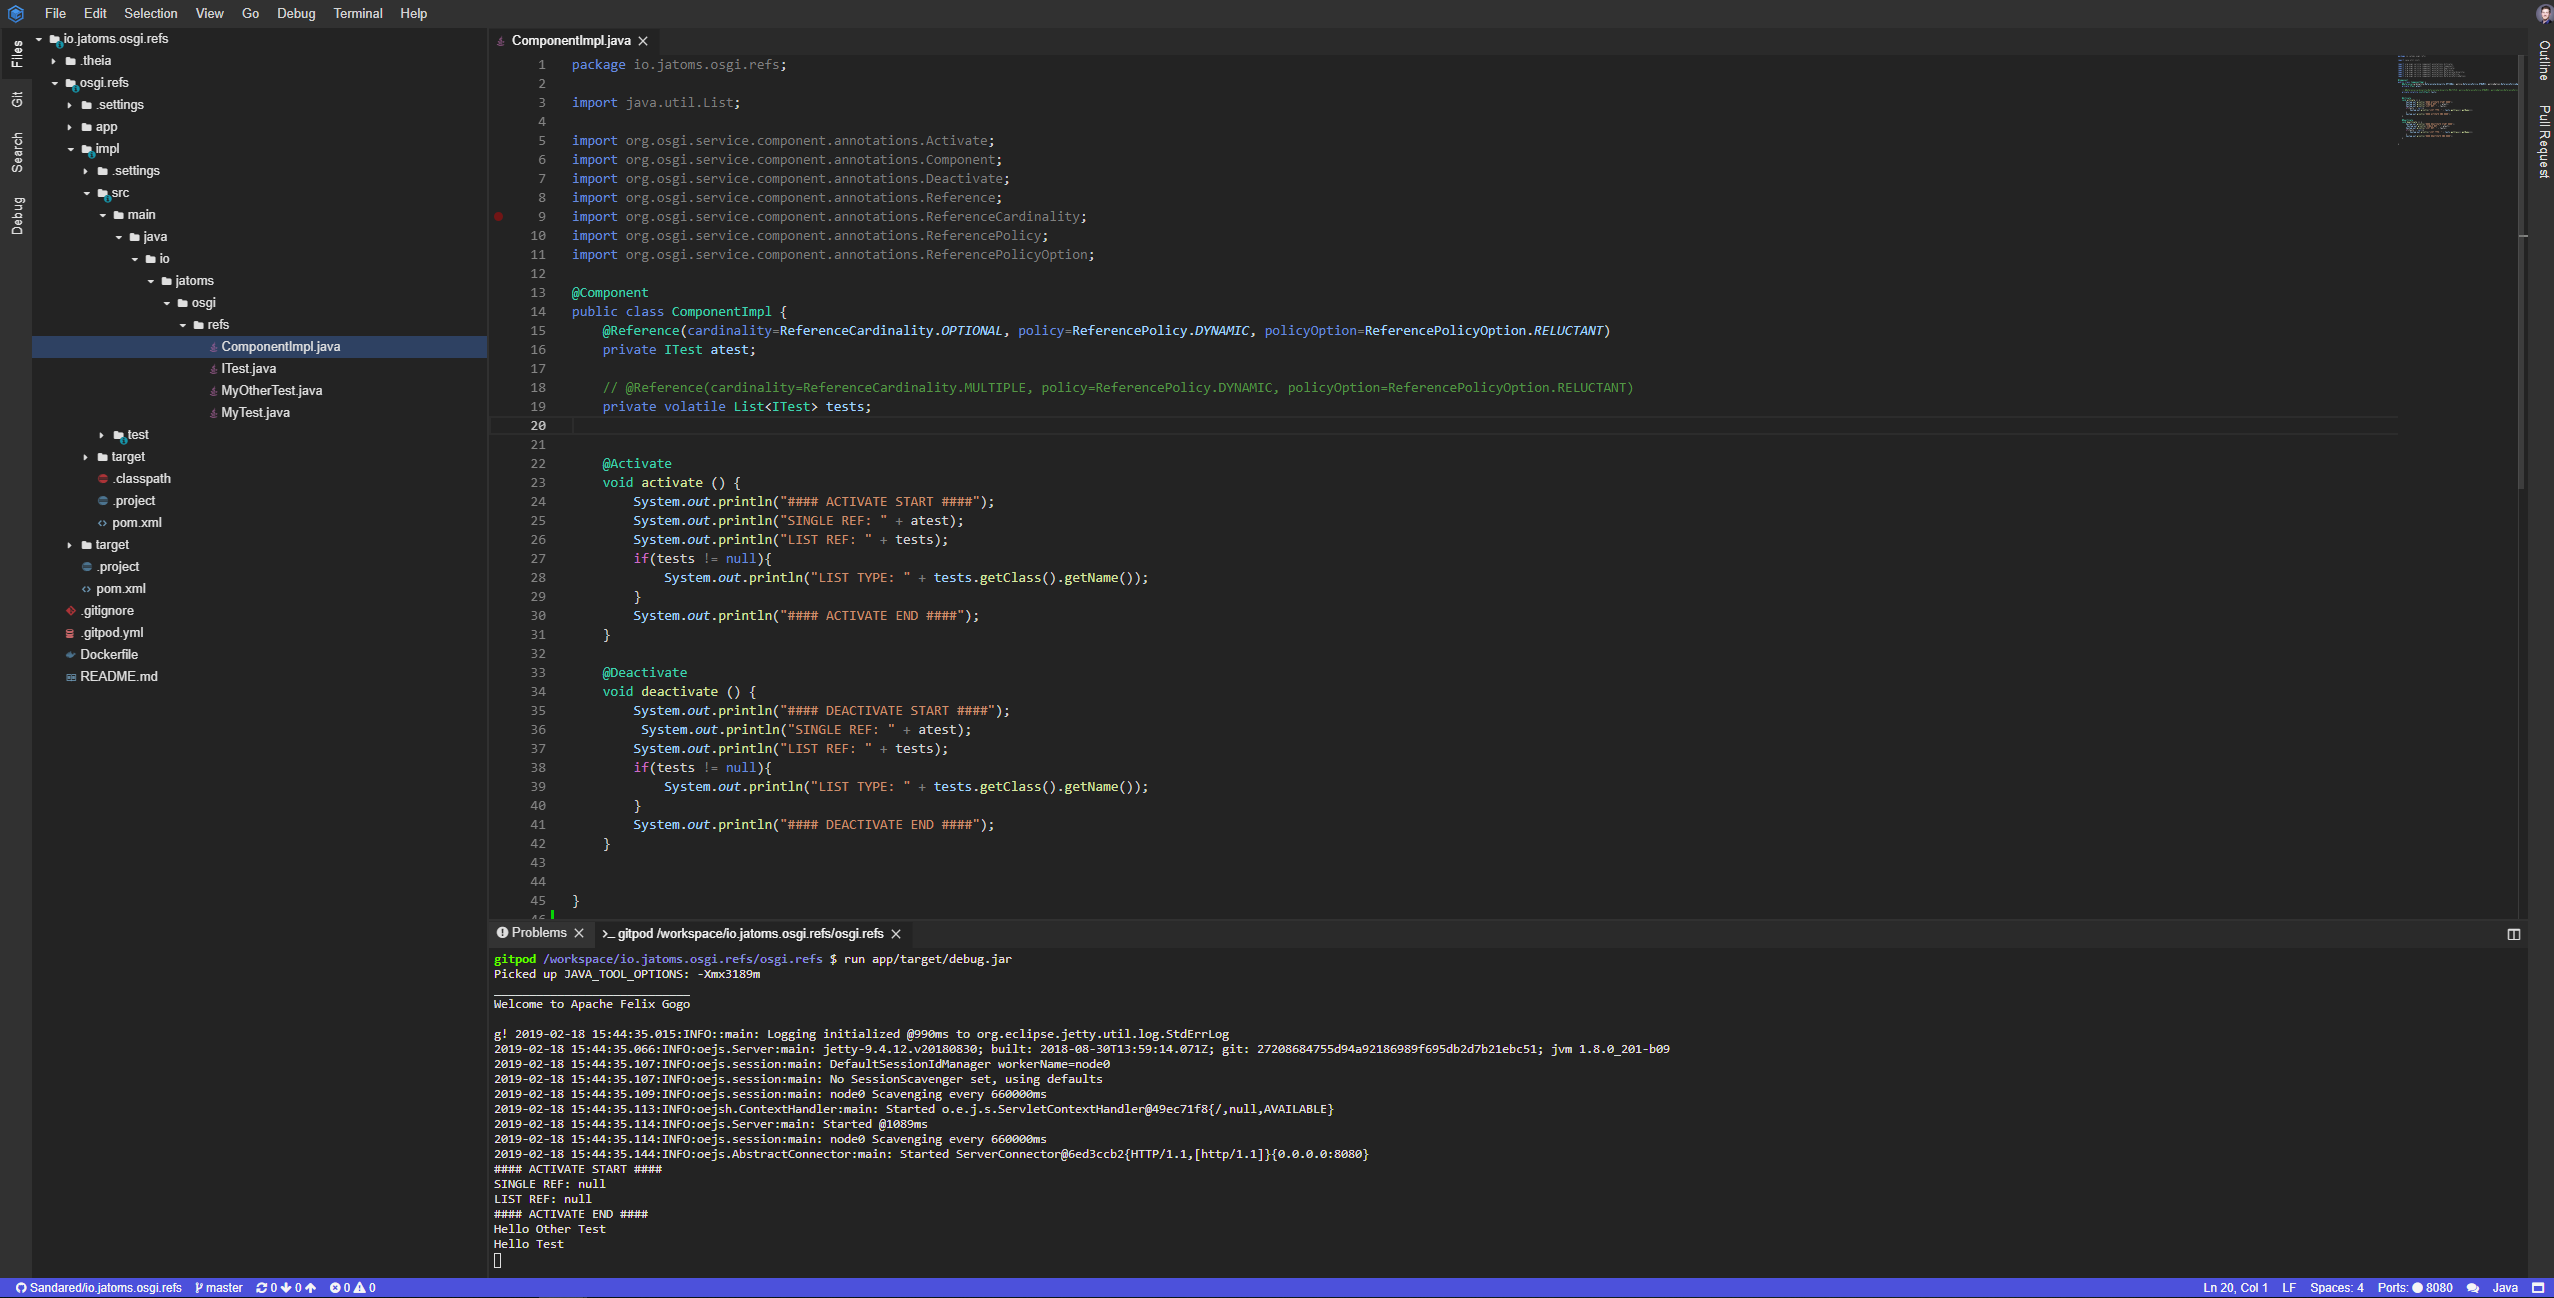 File Edit Selection View Go Debug Terminal Help
Files
Git
Search
Debug
io.jatoms.osgi.refs
.theia
osgi.refs
.settings
app
impl
.settings
src
main
java
io
jatoms
osgi
refs
ComponentImpl.java
ITest.java
MyOtherTest.java
MyTest.java
test
target
.classpath
.project
pom.xml
target
.project
pom.xml
.gitignore
.gitpod.yml
Dockerfile
README.md
ComponentImpl.java
1 package io.jatoms.osgi.refs;
2
3 import java.util.List;
4
5 import org.osgi.service.component.annotations.Activate;
6 import org.osgi.service.component.annotations.Component;
7 import org.osgi.service.component.annotations.Deactivate;
8 import org.osgi.service.component.annotations.Reference;
9 import org.osgi.service.component.annotations.ReferenceCardinality;
10 import org.osgi.service.component.annotations.ReferencePolicy;
11 import org.osgi.service.component.annotations.ReferencePolicyOption;
12
13 @Component
14 public class ComponentImpl {
15 @Reference(cardinality=ReferenceCardinality.OPTIONAL, policy=ReferencePolicy.DYNAMIC, policyOption=ReferencePolicyOption.RELUCTANT)
16 private ITest atest;
17
18 // @Reference(cardinality=ReferenceCardinality.MULTIPLE, policy=ReferencePolicy.DYNAMIC, policyOption=ReferencePolicyOption.RELUCTANT)
19 private volatile List<ITest> tests;
20
21
22 @Activate
23 void activate () {
24 System.out.println("#### ACTIVATE START ####");
25 System.out.println("SINGLE REF: " + atest);
26 System.out.println("LIST REF: " + tests);
27 if(tests != null){
28 System.out.println("LIST TYPE: " + tests.getClass().getName());
29 }
30 System.out.println("#### ACTIVATE END ####");
31 }
32
33 @Deactivate
34 void deactivate () {
35 System.out.println("#### DEACTIVATE START ####");
36 System.out.println("SINGLE REF: " + atest);
37 System.out.println("LIST REF: " + tests);
38 if(tests != null){
39 System.out.println("LIST TYPE: " + tests.getClass().getName());
40 }
41 System.out.println("#### DEACTIVATE END ####");
42 }
43
44
45 }
46
Outline
Pull Request
Problems >_ gitpod /workspace/io.jatoms.osgi.refs/osgi.refs
gitpod /workspace/io.jatoms.osgi.refs/osgi.refs $ run app/target/debug.jar
Picked up JAVA_TOOL_OPTIONS: -Xmx3189m
____________________________
Welcome to Apache Felix Gogo
g! 2019-02-18 15:44:35.015:INFO::main: Logging initialized @990ms to org.eclipse.jetty.util.log.StdErrLog
2019-02-18 15:44:35.066:INFO:oejs.Server:main: jetty-9.4.12.v20180830; built: 2018-08-30T13:59:14.071Z; git: 27208684755d94a92186989f695db2d7b21ebc51; jvm 1.8.0_201-b09
2019-02-18 15:44:35.107:INFO:oejs.session:main: DefaultSessionIdManager workerName=node0
2019-02-18 15:44:35.107:INFO:oejs.session:main: No SessionScavenger set, using defaults
2019-02-18 15:44:35.109:INFO:oejs.session:main: node0 Scavenging every 660000ms
2019-02-18 15:44:35.113:INFO:oejsh.ContextHandler:main: Started o.e.j.s.ServletContextHandler@49ec71f8{/,null,AVAILABLE}
2019-02-18 15:44:35.114:INFO:oejs.Server:main: Started @1089ms
2019-02-18 15:44:35.114:INFO:oejs.session:main: node0 Scavenging every 660000ms
2019-02-18 15:44:35.144:INFO:oejs.AbstractConnector:main: Started ServerConnector@6ed3ccb2{HTTP/1.1,[http/1.1]}{0.0.0.0:8080}
#### ACTIVATE START ####
SINGLE REF: null
LIST REF: null
#### ACTIVATE END ####
Hello Other Test
Hello Test
Sandared/io.jatoms.osgi.refs master 0 0 0 0 Ln 20, Col 1 LF Spaces: 4 Ports: 8080 Java